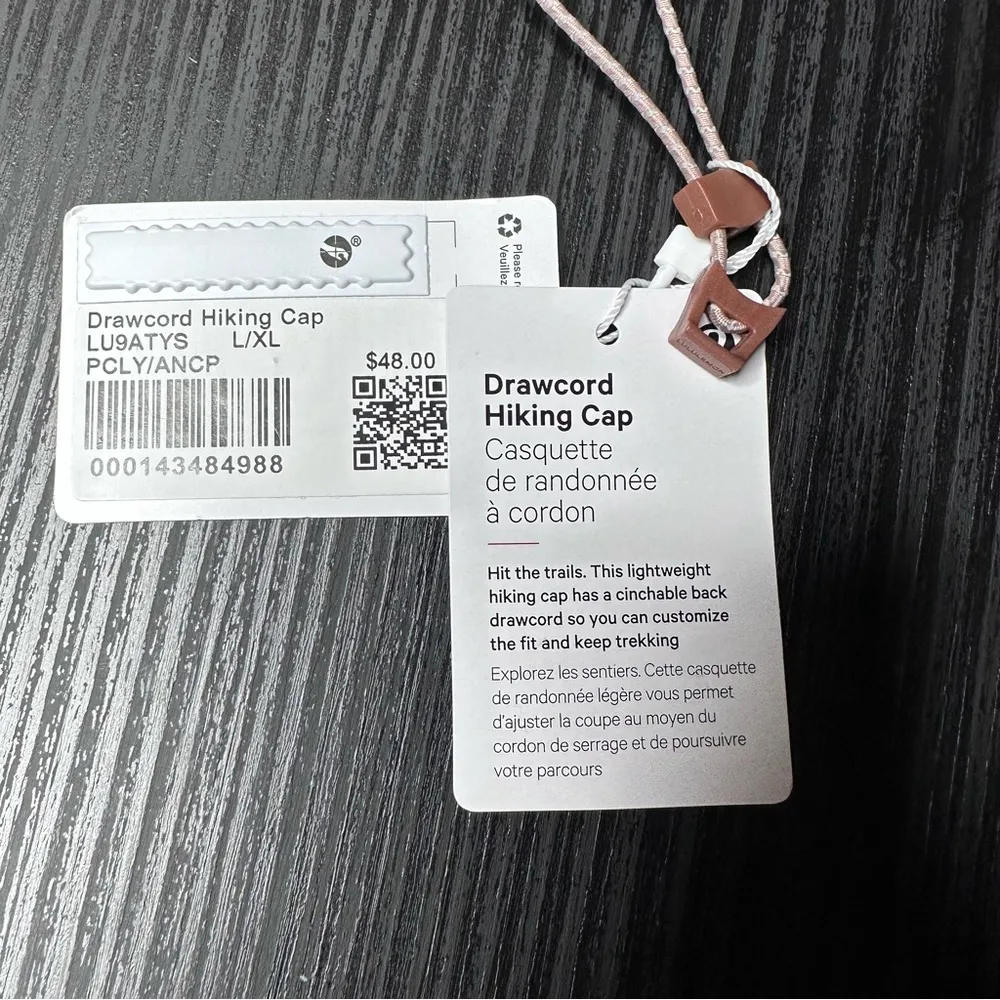 Please
Veuillez
®
Drawcord Hiking Cap
LU9ATYS L/XL
PCLY/ANCP
$48.00
000143484988
LULULEMON
Drawcord
Hiking Cap
Casquette
de randonnée
à cordon
Hit the trails. This lightweight
hiking cap has a cinchable back
drawcord so you can customize
the fit and keep trekking
Explorez les sentiers. Cette casquette
de randonnée légère vous permet
d'ajuster la coupe au moyen du
cordon de serrage et de poursuivre
votre parcours